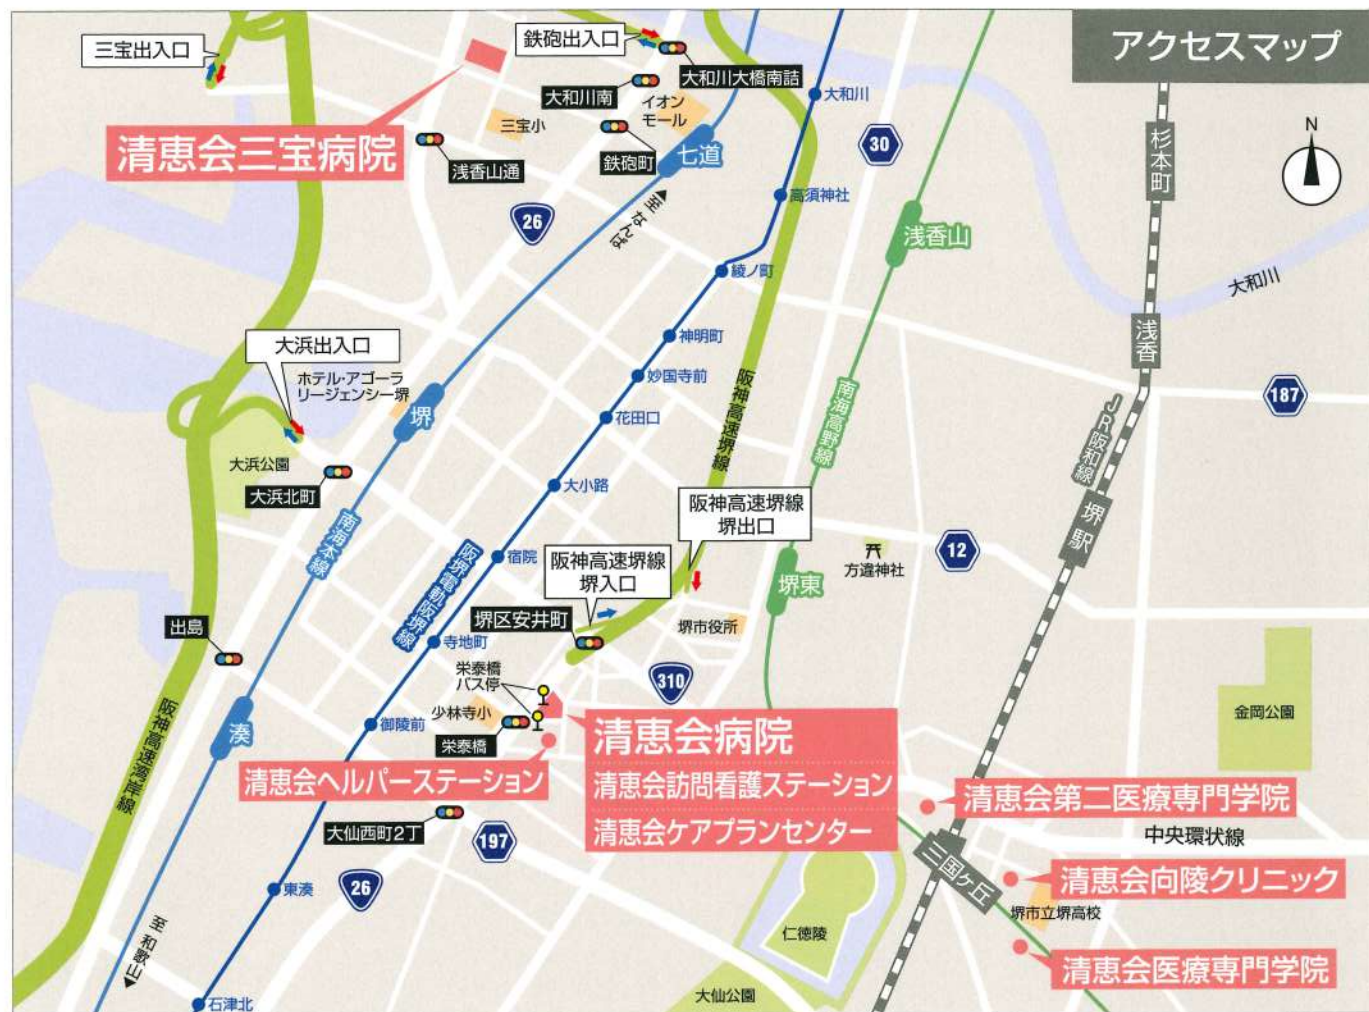 アクセスマップ
三宝出入口
鉄砲出入口
大和川大橋南詰
大和川南
イオン
モール
大和川
三宝小
鉄砲町
浅香山通
七道
清恵会三宝病院
30
杉本町
N
高須神社
26
至なんば
浅香山
綾ノ町
大和川
浅香
神明町
大浜出入口
ホテル・アゴーラ
リージェンシー堺
妙国寺前
阪神高速堺線
南海高野線
187
堺
花田口
JR阪和線
大浜公園
大浜北町
大小路
阪神高速堺線
堺出口
堺駅
南海本線
阪堺電軌阪堺線
宿院
阪神高速堺線
堺入口
12
方違神社
堺東
出島
寺地町
堺区安井町
堺市役所
栄泰橋
バス停
310
阪神高速湾岸線
湊
御陵前
少林寺小
栄泰橋
清恵会病院
清恵会訪問看護ステーション
清恵会ケアプランセンター
清恵会ヘルパーステーション
金岡公園
清恵会第二医療専門学院
大仙西町2丁
197
中央環状線
三国ヶ丘
清恵会向陵クリニック
26
東湊
堺市立堺高校
仁徳陵
至和歌山
清恵会医療専門学院
大仙公園
石津北